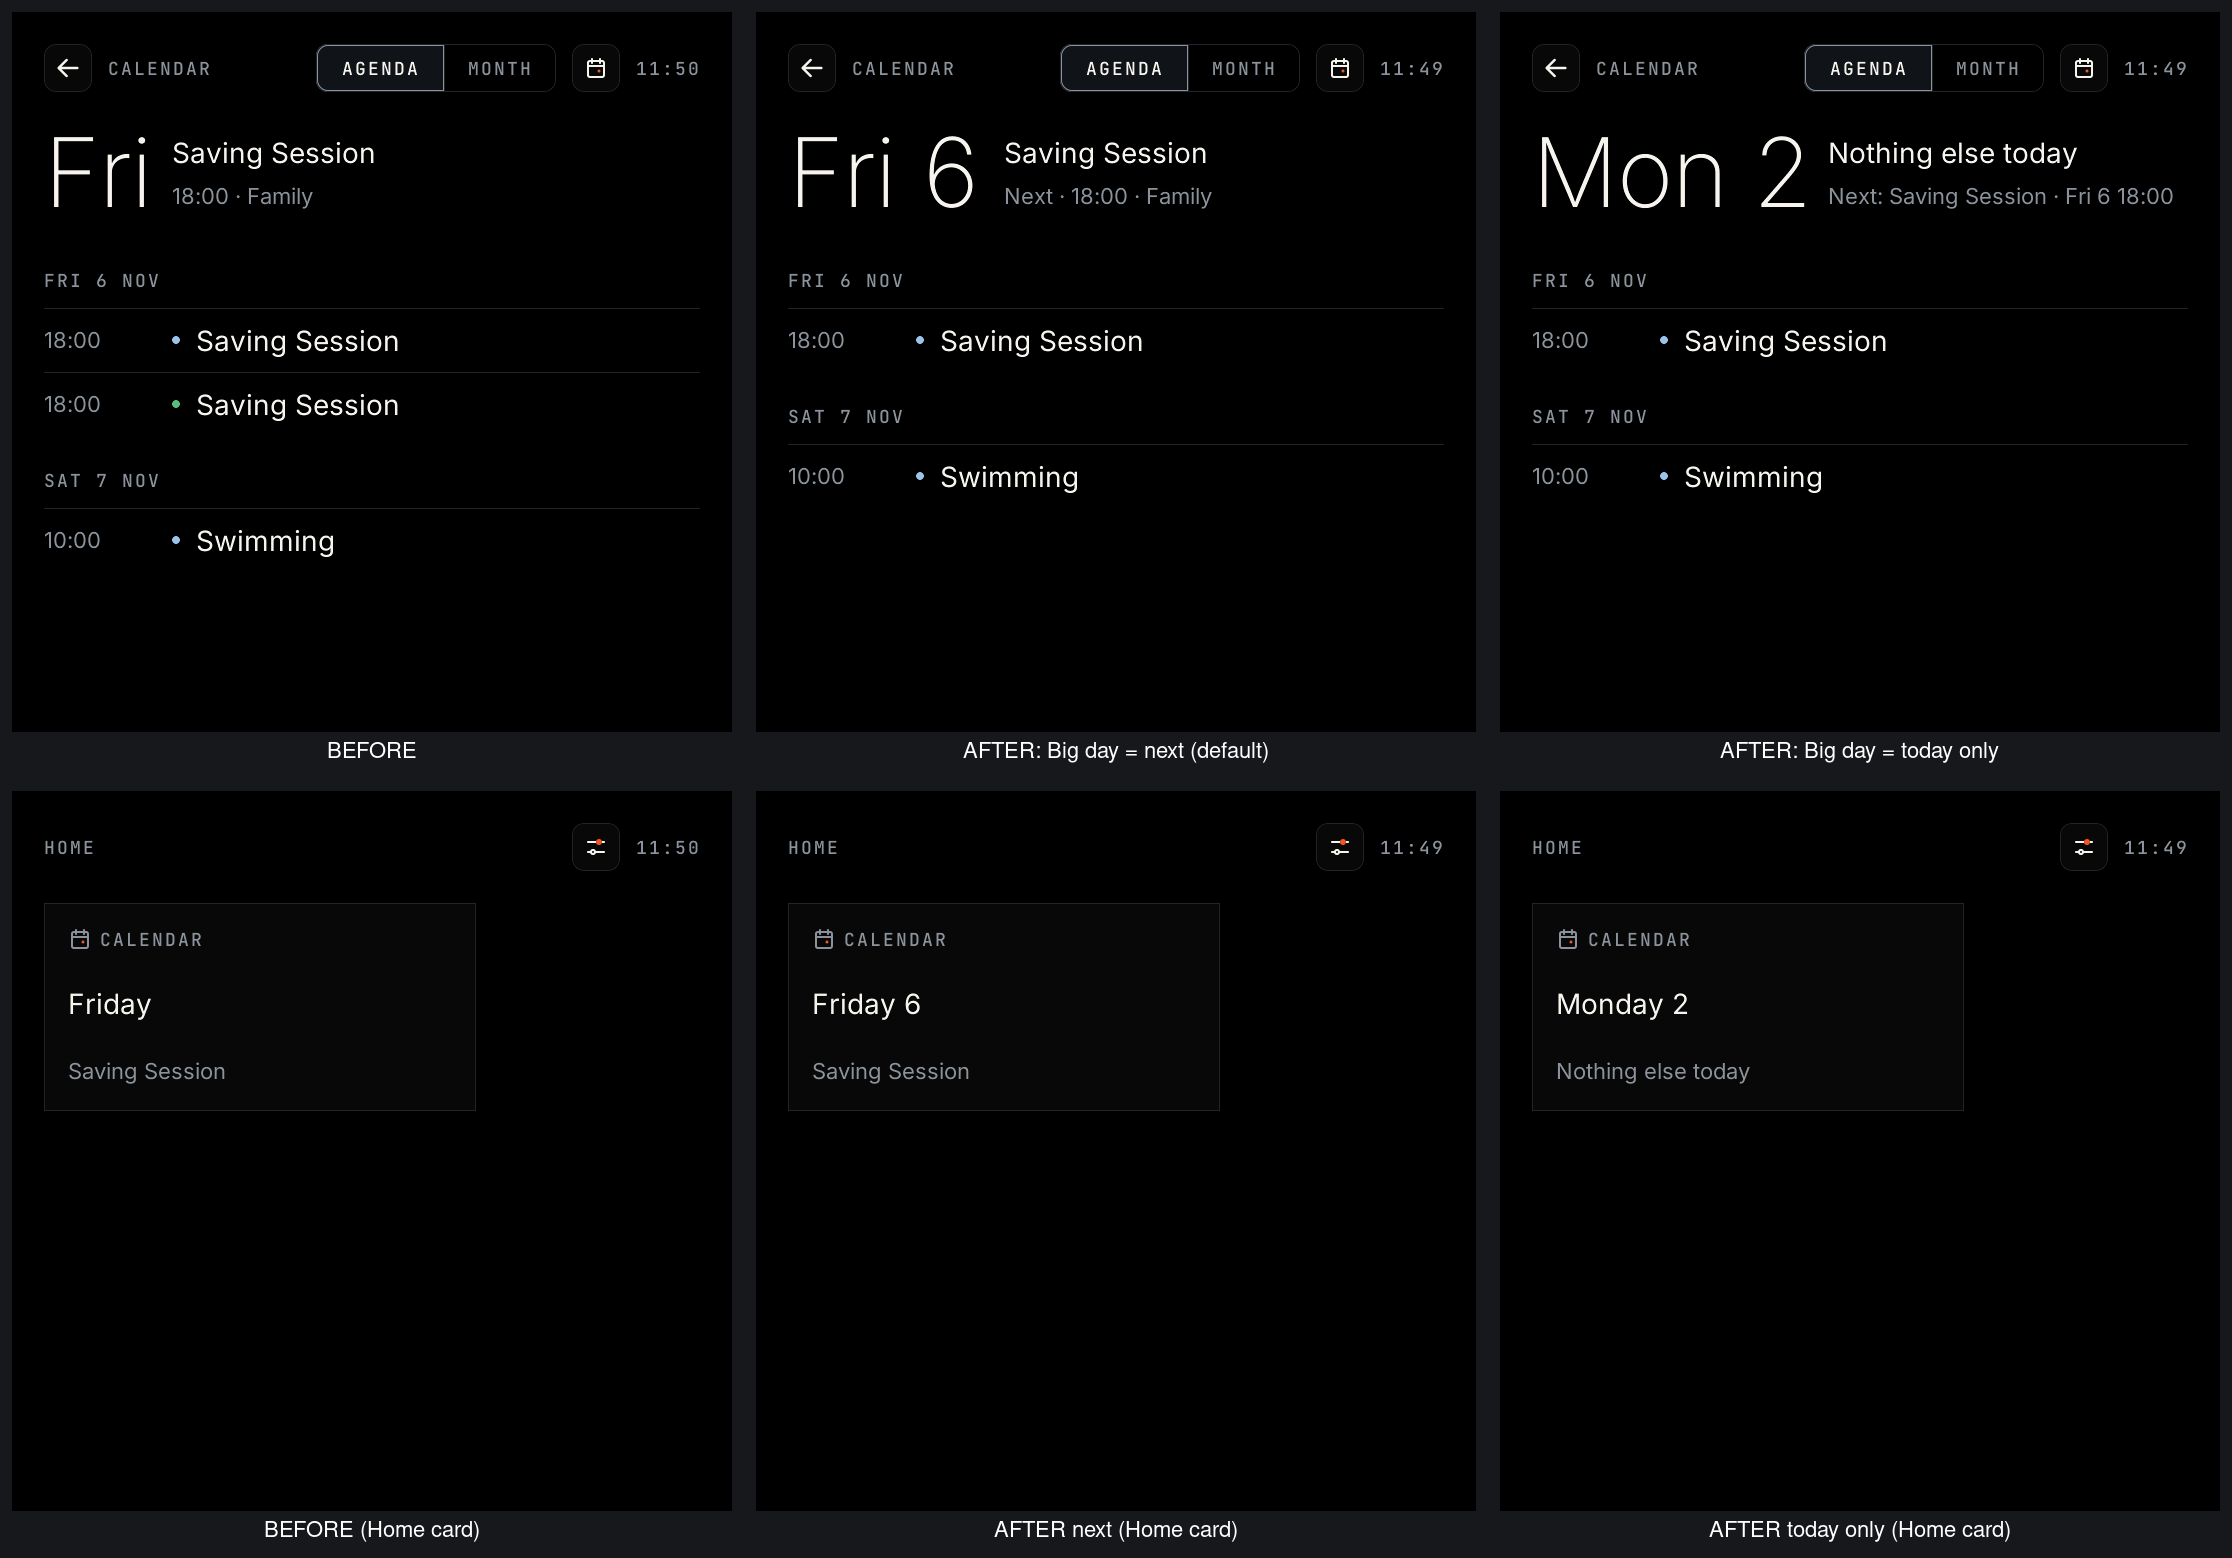 CALENDAR AGENDA MONTH 11:50
Fri Saving Session
18:00 · Family
FRI 6 NOV
18:00 Saving Session
18:00 Saving Session
SAT 7 NOV
10:00 Swimming
BEFORE
CALENDAR AGENDA MONTH 11:49
Fri 6 Saving Session
Next · 18:00 · Family
FRI 6 NOV
18:00 Saving Session
SAT 7 NOV
10:00 Swimming
AFTER: Big day = next (default)
CALENDAR AGENDA MONTH 11:49
Mon 2 Nothing else today
Next: Saving Session · Fri 6 18:00
FRI 6 NOV
18:00 Saving Session
SAT 7 NOV
10:00 Swimming
AFTER: Big day = today only
HOME 11:50
CALENDAR
Friday
Saving Session
BEFORE (Home card)
HOME 11:49
CALENDAR
Friday 6
Saving Session
AFTER next (Home card)
HOME 11:49
CALENDAR
Monday 2
Nothing else today
AFTER today only (Home card)